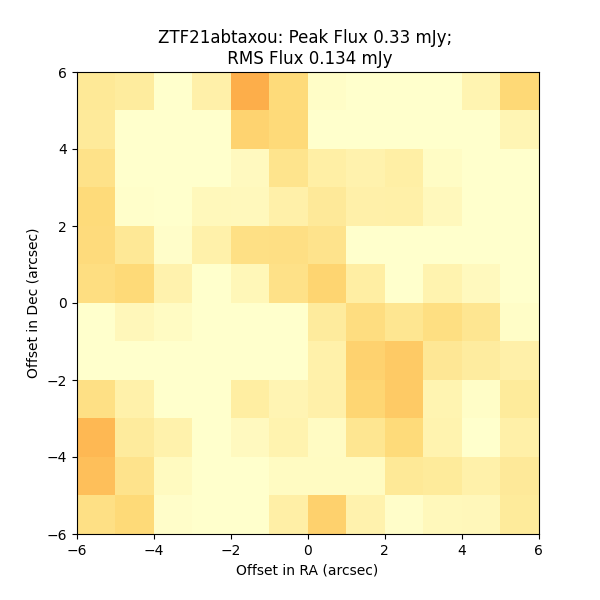 ZTF21abtaxou: Peak Flux 0.33 mJy;
RMS Flux 0.134 mJy
6
4
2
0
−2
−4
−6
Offset in Dec (arcsec)
−6 −4 −2 0 2 4 6
Offset in RA (arcsec)